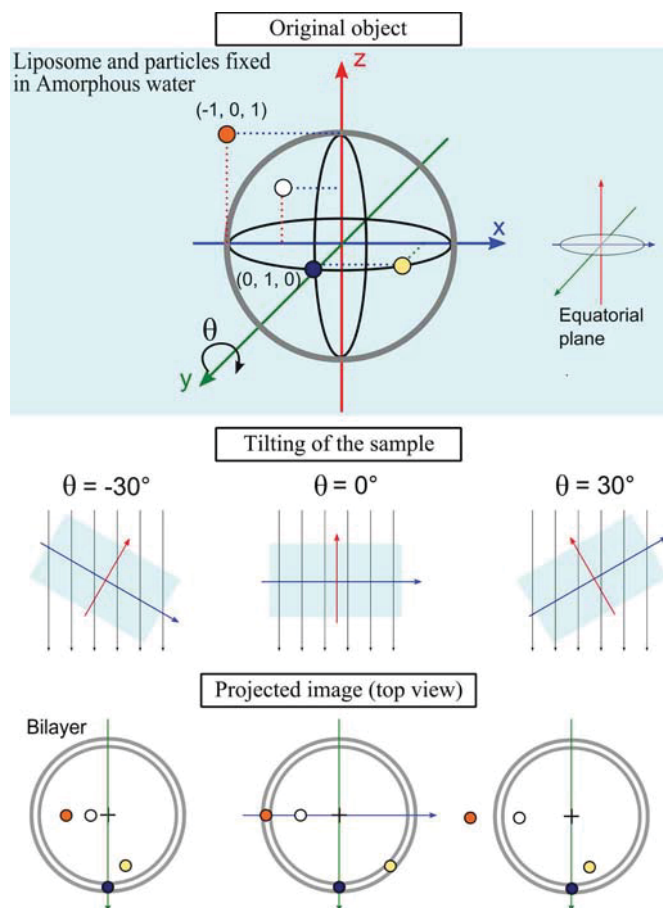 Original object
Liposome and particles fixed
in Amorphous water
z
(-1, 0, 1)
x
(0, 1, 0)
θ
y
Equatorial
plane
Tilting of the sample
θ = -30°
θ = 0°
θ = 30°
Projected image (top view)
Bilayer